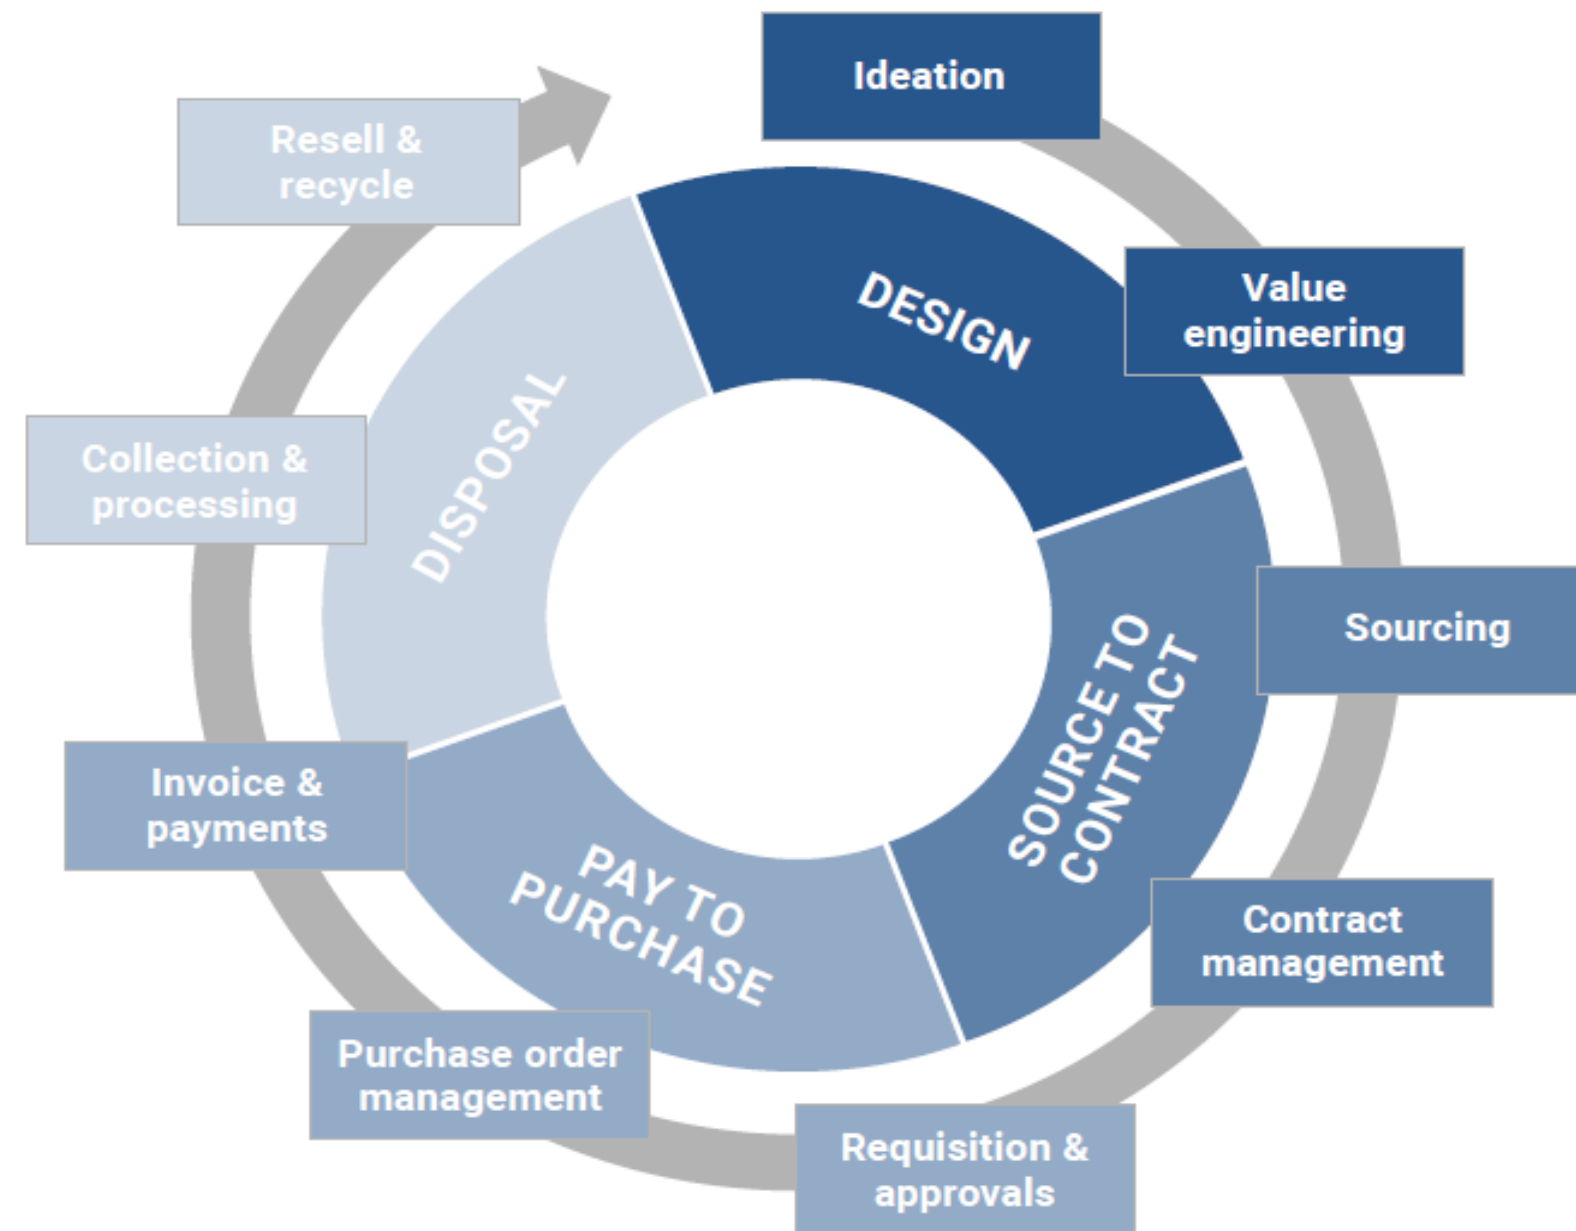 Ideation
Resell &
recycle
DESIGN
Value
engineering
DISPOSAL
Collection &
processing
Sourcing
SOURCE TO
CONTRACT
Invoice &
payments
PAY TO
PURCHASE
Contract
management
Purchase order
management
Requisition &
approvals